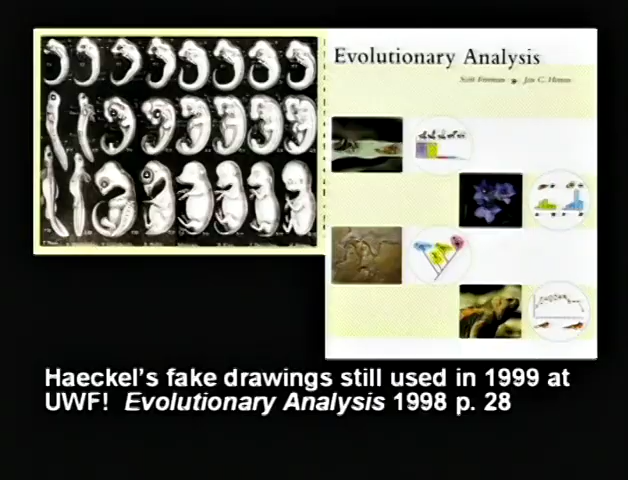 Evolutionary Analysis
Scott Freeman Jon C. Herron
Haeckel's fake drawings still used in 1999 at
UWF! Evolutionary Analysis 1998 p. 28